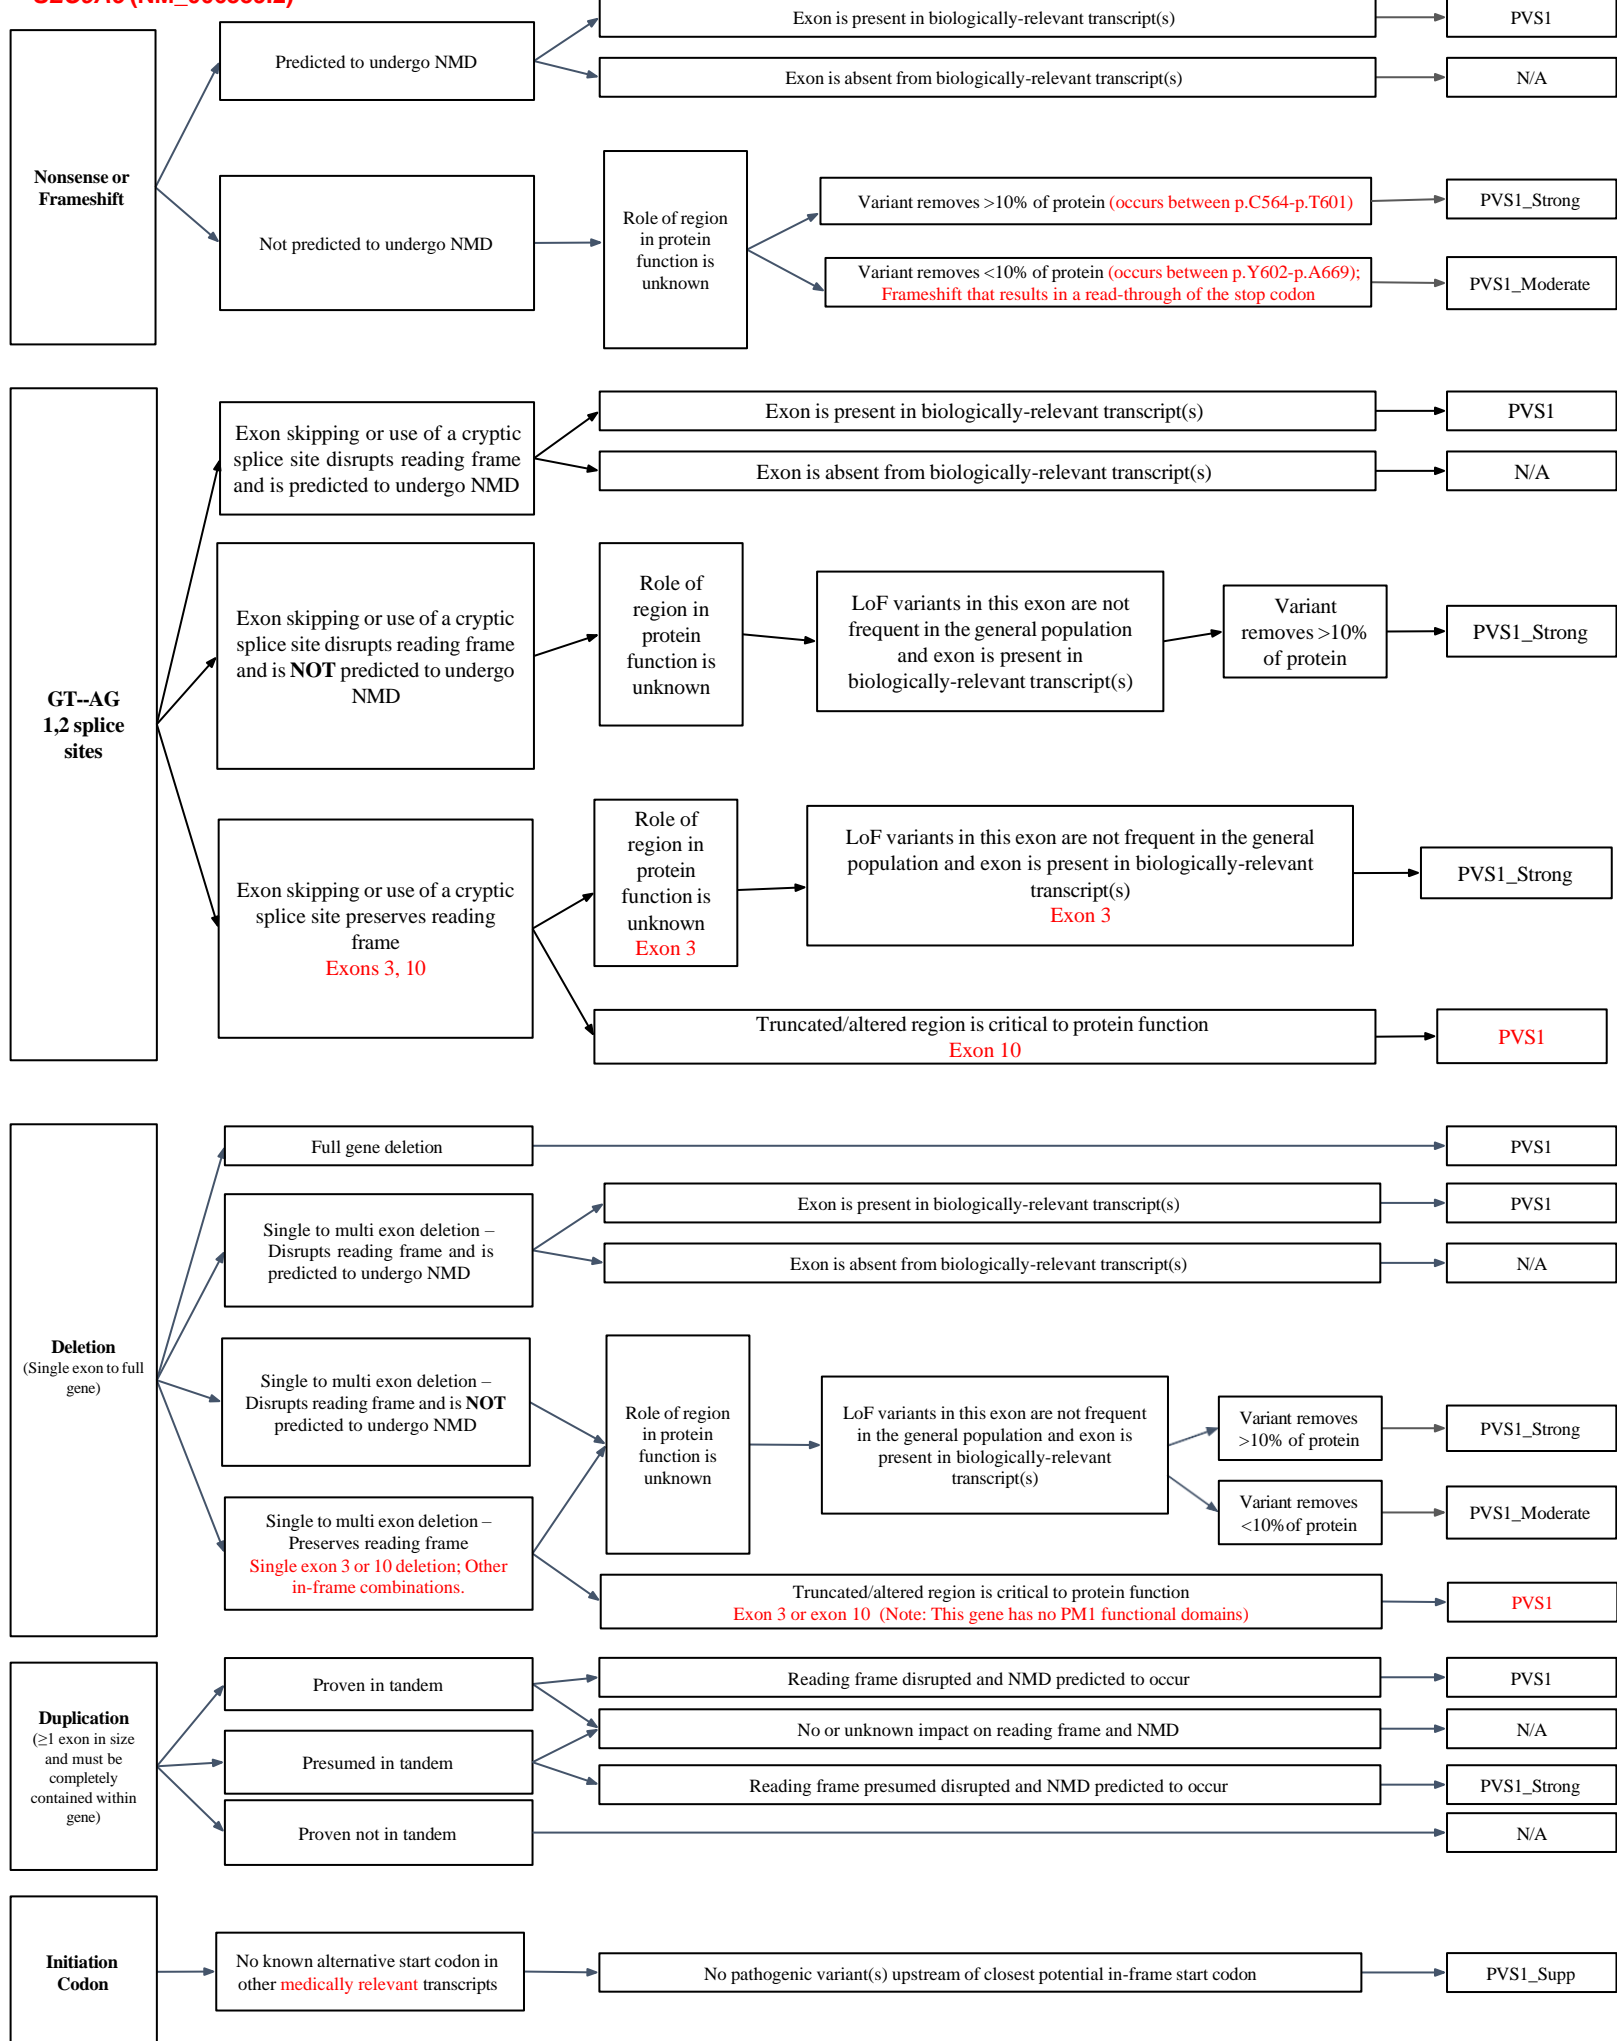 Exon is present in biologically-relevant transcript(s)
PVS1
Predicted to undergo NMD
Exon is absent from biologically-relevant transcript(s)
N/A
Nonsense or
Frameshift
Not predicted to undergo NMD
Role of region
in protein
function is
unknown
Variant removes >10% of protein (occurs between p.C564-p.T601)
PVS1_Strong
Variant removes <10% of protein (occurs between p.Y602-p.A669);
Frameshift that results in a read-through of the stop codon
PVS1_Moderate
GT--AG
1,2 splice
sites
Exon skipping or use of a cryptic
splice site disrupts reading frame
and is predicted to undergo NMD
Exon is present in biologically-relevant transcript(s)
PVS1
Exon is absent from biologically-relevant transcript(s)
N/A
Exon skipping or use of a cryptic
splice site disrupts reading frame
and is NOT predicted to undergo
NMD
Role of
region in
protein
function is
unknown
LoF variants in this exon are not
frequent in the general population
and exon is present in
biologically-relevant transcript(s)
Variant
removes >10%
of protein
PVS1_Strong
Exon skipping or use of a cryptic
splice site preserves reading
frame
Exons 3, 10
Role of
region in
protein
function is
unknown
Exon 3
LoF variants in this exon are not frequent in the general
population and exon is present in biologically-relevant
transcript(s)
Exon 3
PVS1_Strong
Truncated/altered region is critical to protein function
Exon 10
PVS1
Deletion
(Single exon to full
gene)
Full gene deletion
PVS1
Single to multi exon deletion –
Disrupts reading frame and is
predicted to undergo NMD
Exon is present in biologically-relevant transcript(s)
PVS1
Exon is absent from biologically-relevant transcript(s)
N/A
Single to multi exon deletion –
Disrupts reading frame and is NOT
predicted to undergo NMD
Role of region
in protein
function is
unknown
LoF variants in this exon are not frequent
in the general population and exon is
present in biologically-relevant
transcript(s)
Variant removes
>10% of protein
PVS1_Strong
Variant removes
<10% of protein
PVS1_Moderate
Single to multi exon deletion –
Preserves reading frame
Single exon 3 or 10 deletion; Other
in-frame combinations.
Truncated/altered region is critical to protein function
Exon 3 or exon 10 (Note: This gene has no PM1 functional domains)
PVS1
Duplication
(≥1 exon in size
and must be
completely
contained within
gene)
Proven in tandem
Reading frame disrupted and NMD predicted to occur
PVS1
No or unknown impact on reading frame and NMD
N/A
Presumed in tandem
Reading frame presumed disrupted and NMD predicted to occur
PVS1_Strong
Proven not in tandem
N/A
Initiation
Codon
No known alternative start codon in
other medically relevant transcripts
No pathogenic variant(s) upstream of closest potential in-frame start codon
PVS1_Supp